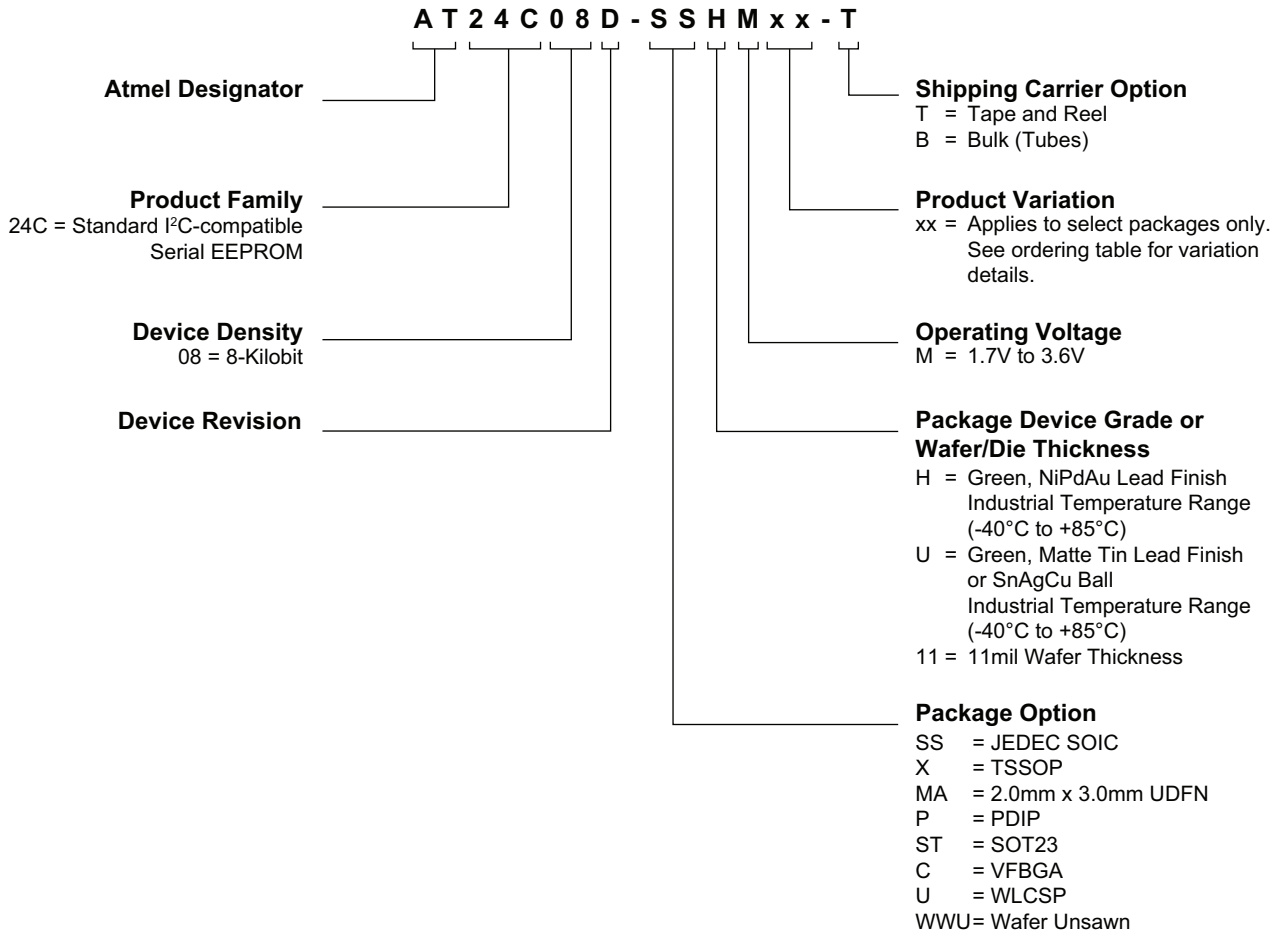 AT24C08D-SSHMxx-T
Atmel Designator
Product Family
24C = Standard I²C-compatible
Serial EEPROM
Device Density
08 = 8-Kilobit
Device Revision
Shipping Carrier Option
T = Tape and Reel
B = Bulk (Tubes)
Product Variation
xx = Applies to select packages only.
See ordering table for variation
details.
Operating Voltage
M = 1.7V to 3.6V
Package Device Grade or
Wafer/Die Thickness
H = Green, NiPdAu Lead Finish
Industrial Temperature Range
(-40°C to +85°C)
U = Green, Matte Tin Lead Finish
or SnAgCu Ball
Industrial Temperature Range
(-40°C to +85°C)
11 = 11mil Wafer Thickness
Package Option
SS = JEDEC SOIC
X = TSSOP
MA = 2.0mm x 3.0mm UDFN
P = PDIP
ST = SOT23
C = VFBGA
U = WLCSP
WWU= Wafer Unsawn